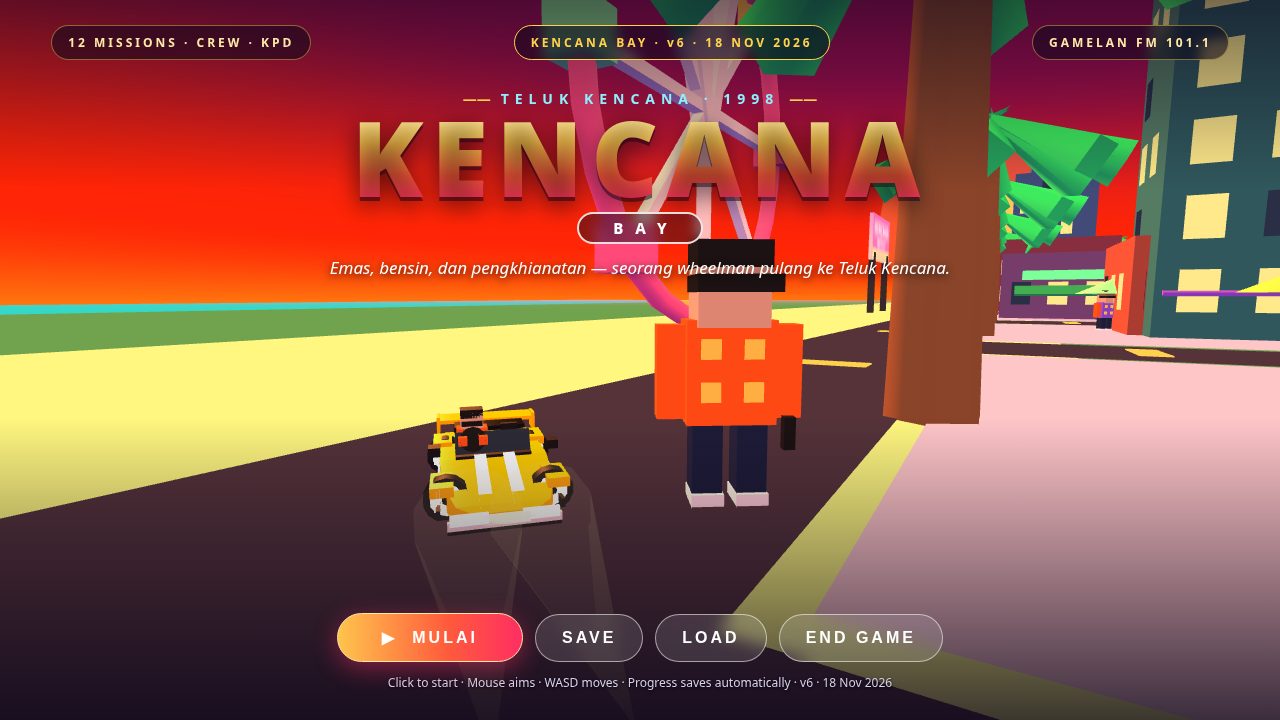 12 MISSIONS · CREW · KPD
KENCANA BAY · v6 · 18 NOV 2026
GAMELAN FM 101.1
—— TELUK KENCANA · 1998 ——
KENCANA
BAY
Emas, bensin, dan pengkhianatan — seorang wheelman pulang ke Teluk Kencana.
▶ MULAI
SAVE
LOAD
END GAME
Click to start · Mouse aims · WASD moves · Progress saves automatically · v6 · 18 Nov 2026